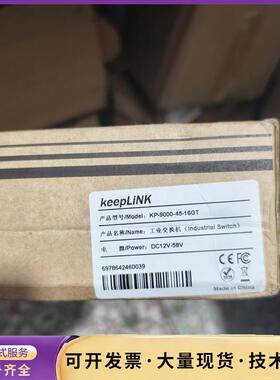 keepLiNK
产品型号/Model: KP-9000-45-16GT
产品名称/Name: 工业交换机 (Industrial Switch)
电 源/Power: DC12V-58V
6978642460039
式服务
齐全
可开发票·大量现货·技术